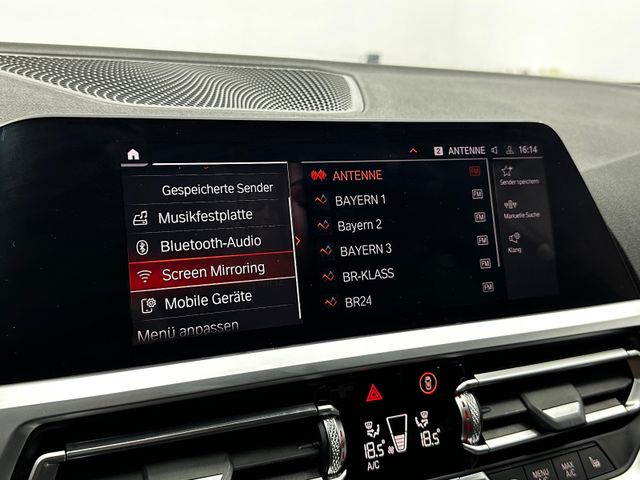 2 ANTENNE 16:14
Gespeicherte Sender
Musikfestplatte
Bluetooth-Audio
Screen Mirroring
Mobile Geräte
Menü anpassen
ANTENNE FM
BAYERN 1 FM
Bayern 2 FM
BAYERN 3 FM
BR-KLASS FM
BR24 FM
Sender speichern
Manuelle Suche
Klang
18.5° 18.5°
A/C
MENU
A/C
MAX
A/C